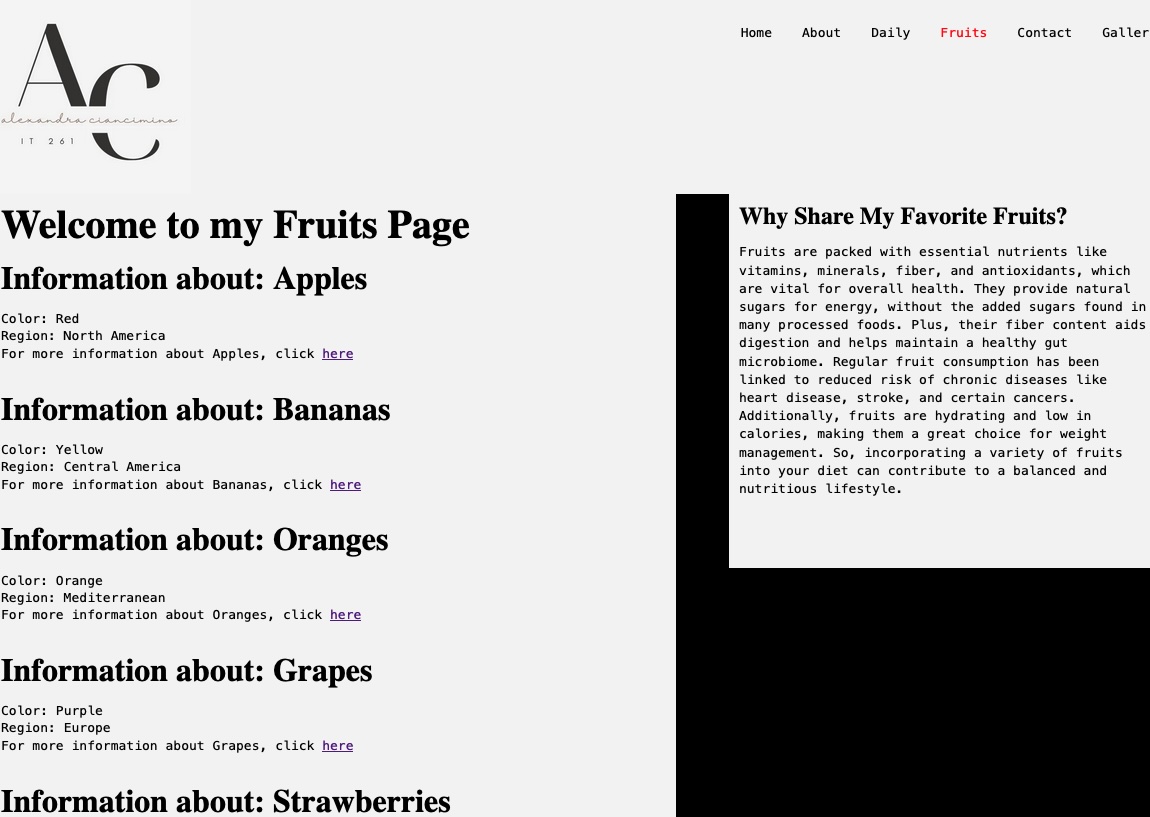 AC
alexandra ciancimino
IT 261
Home About Daily Fruits Contact Galler
Welcome to my Fruits Page
Information about: Apples
Color: Red
Region: North America
For more information about Apples, click here
Information about: Bananas
Color: Yellow
Region: Central America
For more information about Bananas, click here
Information about: Oranges
Color: Orange
Region: Mediterranean
For more information about Oranges, click here
Information about: Grapes
Color: Purple
Region: Europe
For more information about Grapes, click here
Information about: Strawberries
Why Share My Favorite Fruits?
Fruits are packed with essential nutrients like
vitamins, minerals, fiber, and antioxidants, which
are vital for overall health. They provide natural
sugars for energy, without the added sugars found in
many processed foods. Plus, their fiber content aids
digestion and helps maintain a healthy gut
microbiome. Regular fruit consumption has been
linked to reduced risk of chronic diseases like
heart disease, stroke, and certain cancers.
Additionally, fruits are hydrating and low in
calories, making them a great choice for weight
management. So, incorporating a variety of fruits
into your diet can contribute to a balanced and
nutritious lifestyle.